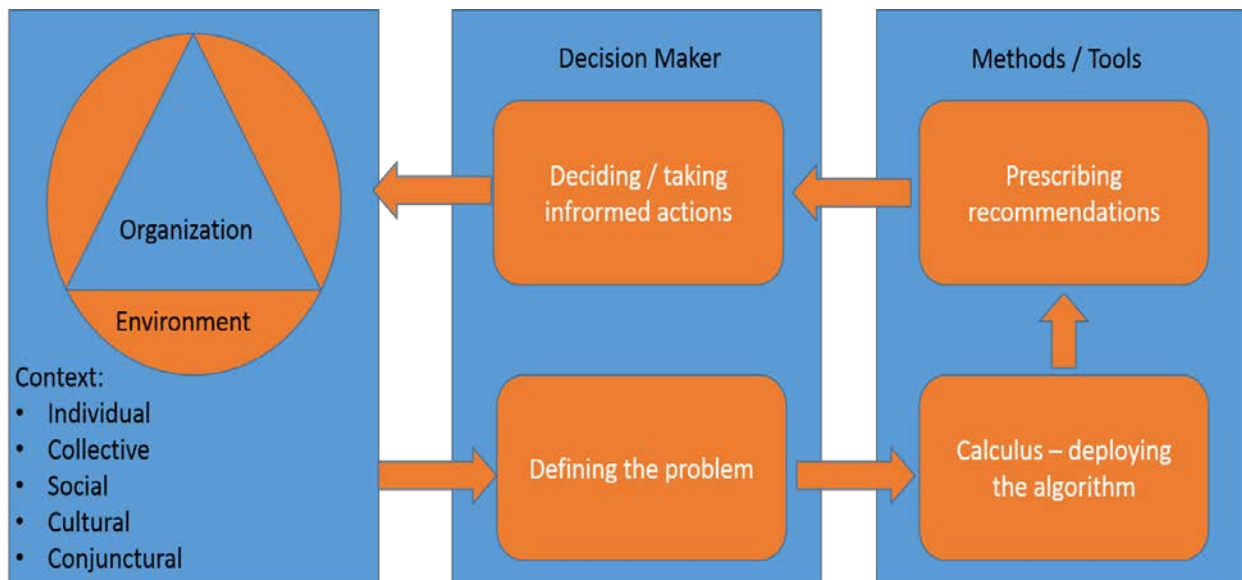 Organization
Environment
Context:
• Individual
• Collective
• Social
• Cultural
• Conjunctural
Decision Maker
Deciding / taking
infrormed actions
Defining the problem
Methods / Tools
Prescribing
recommendations
Calculus – deploying
the algorithm